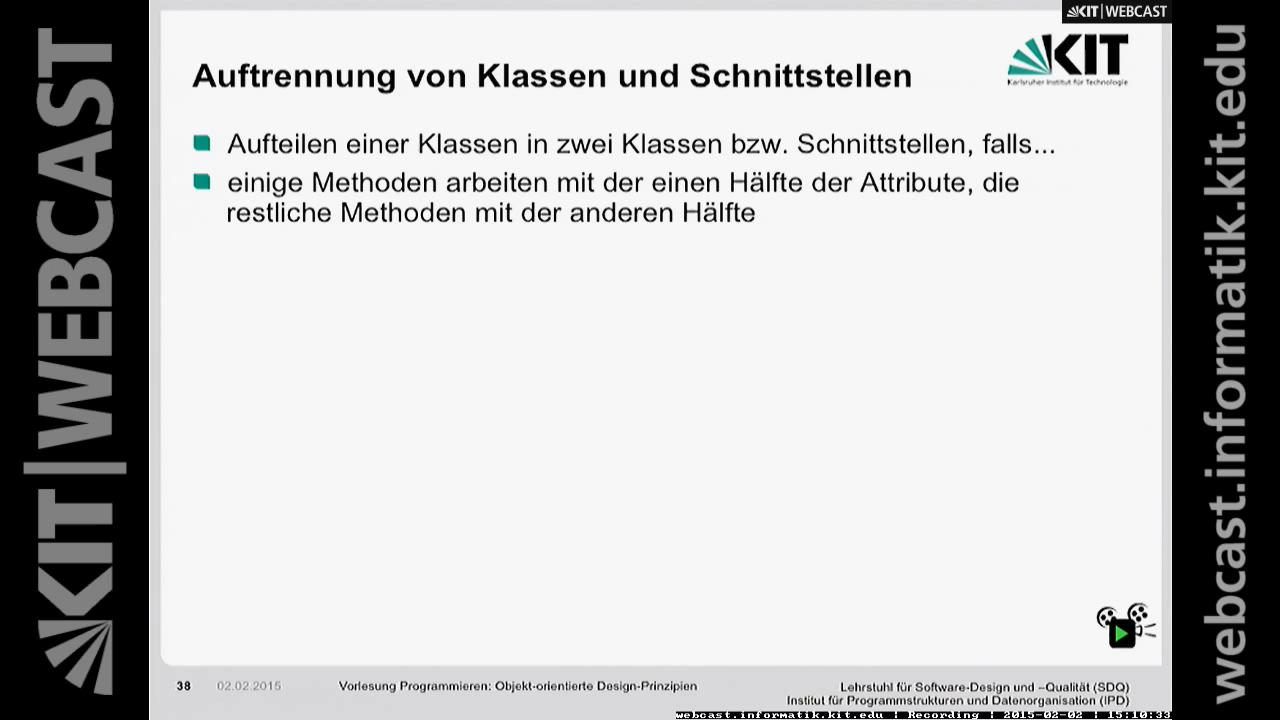 KIT|WEBCAST
KIT|WEBCAST
KIT
Karlsruher Institut für Technologie
Auftrennung von Klassen und Schnittstellen
Aufteilen einer Klassen in zwei Klassen bzw. Schnittstellen, falls...
einige Methoden arbeiten mit der einen Hälfte der Attribute, die
restliche Methoden mit der anderen Hälfte
38
02.02.2015
Vorlesung Programmieren: Objekt-orientierte Design-Prinzipien
Lehrstuhl für Software-Design und –Qualität (SDQ)
Institut für Programmstrukturen und Datenorganisation (IPD)
webcast.informatik.kit.edu | Recording | 2015-02-02 | 15:10:33
webcast.informatik.kit.edu